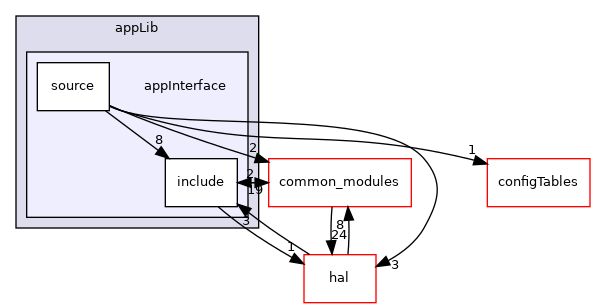 appLib
source
appInterface
8
2
1
include
2
19
common_modules
configTables
3
8
24
1
3
hal